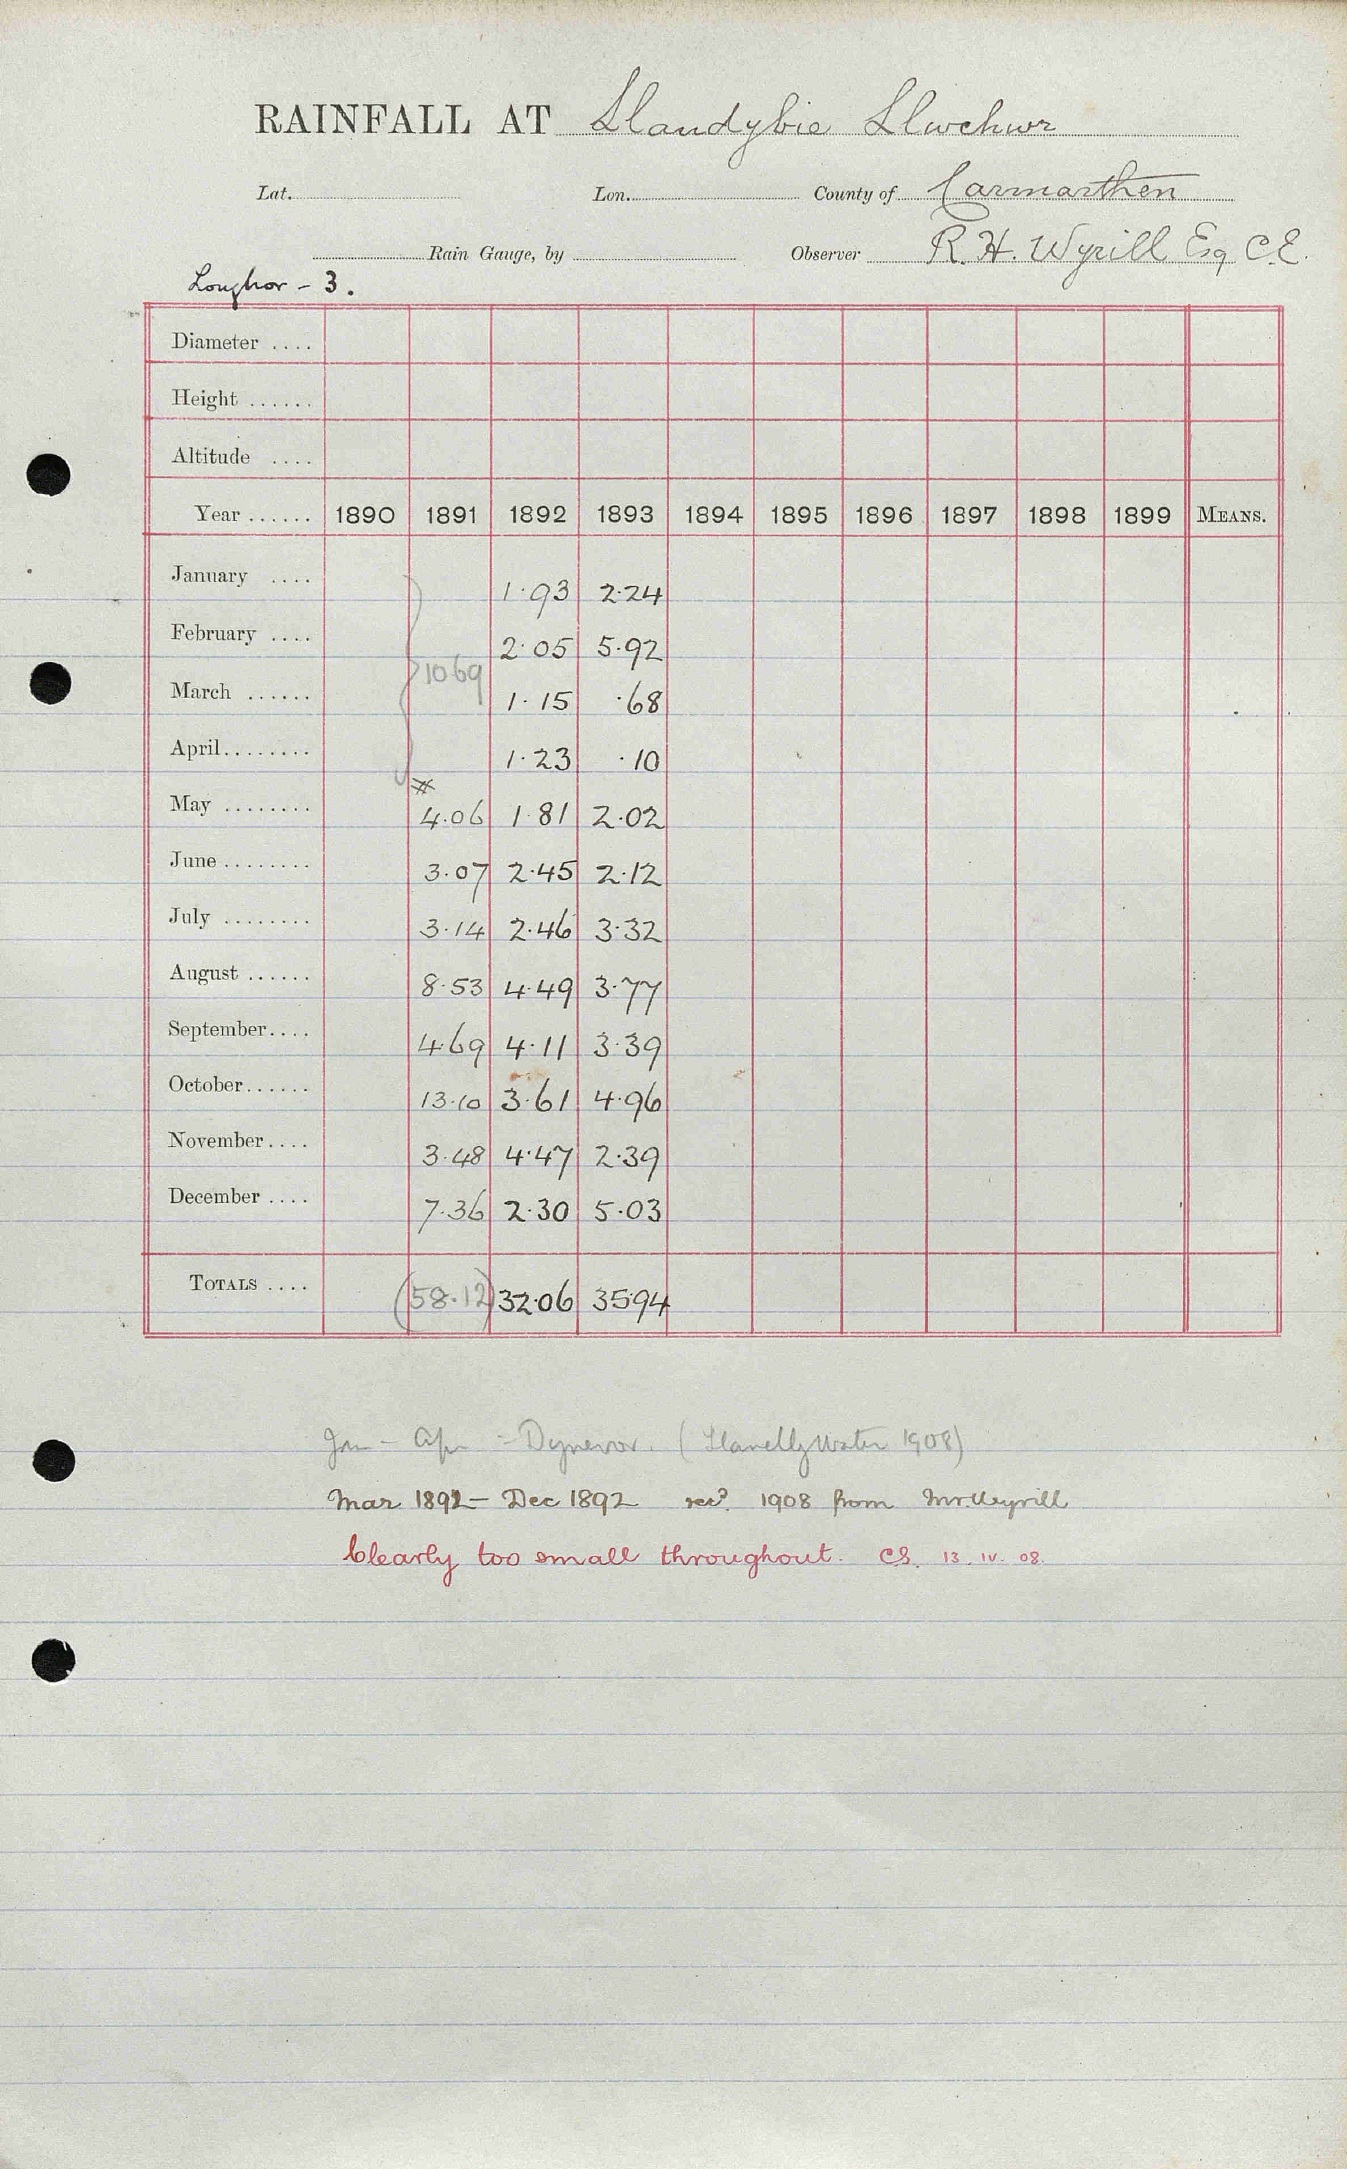 RAINFALL AT Llandybie Llwchwr
Lat. Lon. County of Carmarthen
Rain Gauge, by Observer R. H. Wyrill Esq C.E.
Loughor - 3.
Diameter ....
Height ......
Altitude ....
Year ...... 1890 1891 1892 1893 1894 1895 1896 1897 1898 1899 MEANS.
January .... 1.93 2.24
February .... 2.05 5.92
1069
March ...... 1.15 .68
April........ 1.23 .10
May ........ 4.06 1.81 2.02
June ........ 3.07 2.45 2.12
July ........ 3.14 2.46 3.32
August ...... 8.53 4.49 3.77
September.... 4.69 4.11 3.39
October...... 13.10 3.61 4.96
November.... 3.48 4.47 2.39
December .... 7.36 2.30 5.03
TOTALS .... (58.12) 32.06 35.94
Jan - Apr - Dynevor. (Llanelly Water 1908)
Mar 1892 - Dec 1892 recd. 1908 from Mr. Wyrill
Clearly too small throughout. CS. 13. IV. 08.